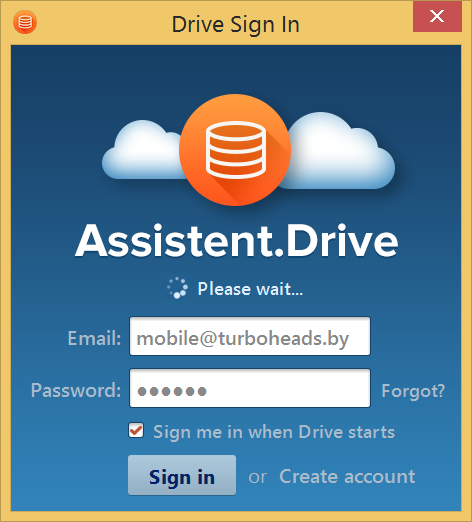 Drive Sign In
Assistent.Drive
Please wait...
Email: mobile@turboheads.by
Password: ●●●●●● Forgot?
Sign me in when Drive starts
Sign in or Create account